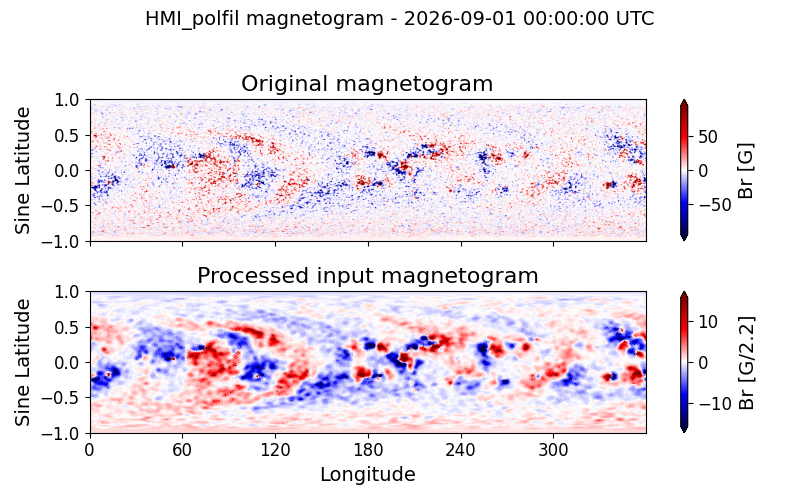 HMI_polfil magnetogram - 2026-09-01 00:00:00 UTC
Original magnetogram
1.0
0.5
0.0
−0.5
−1.0
Sine Latitude
50
0
−50
Br [G]
Processed input magnetogram
1.0
0.5
0.0
−0.5
−1.0
Sine Latitude
10
0
−10
Br [G/2.2]
0 60 120 180 240 300
Longitude